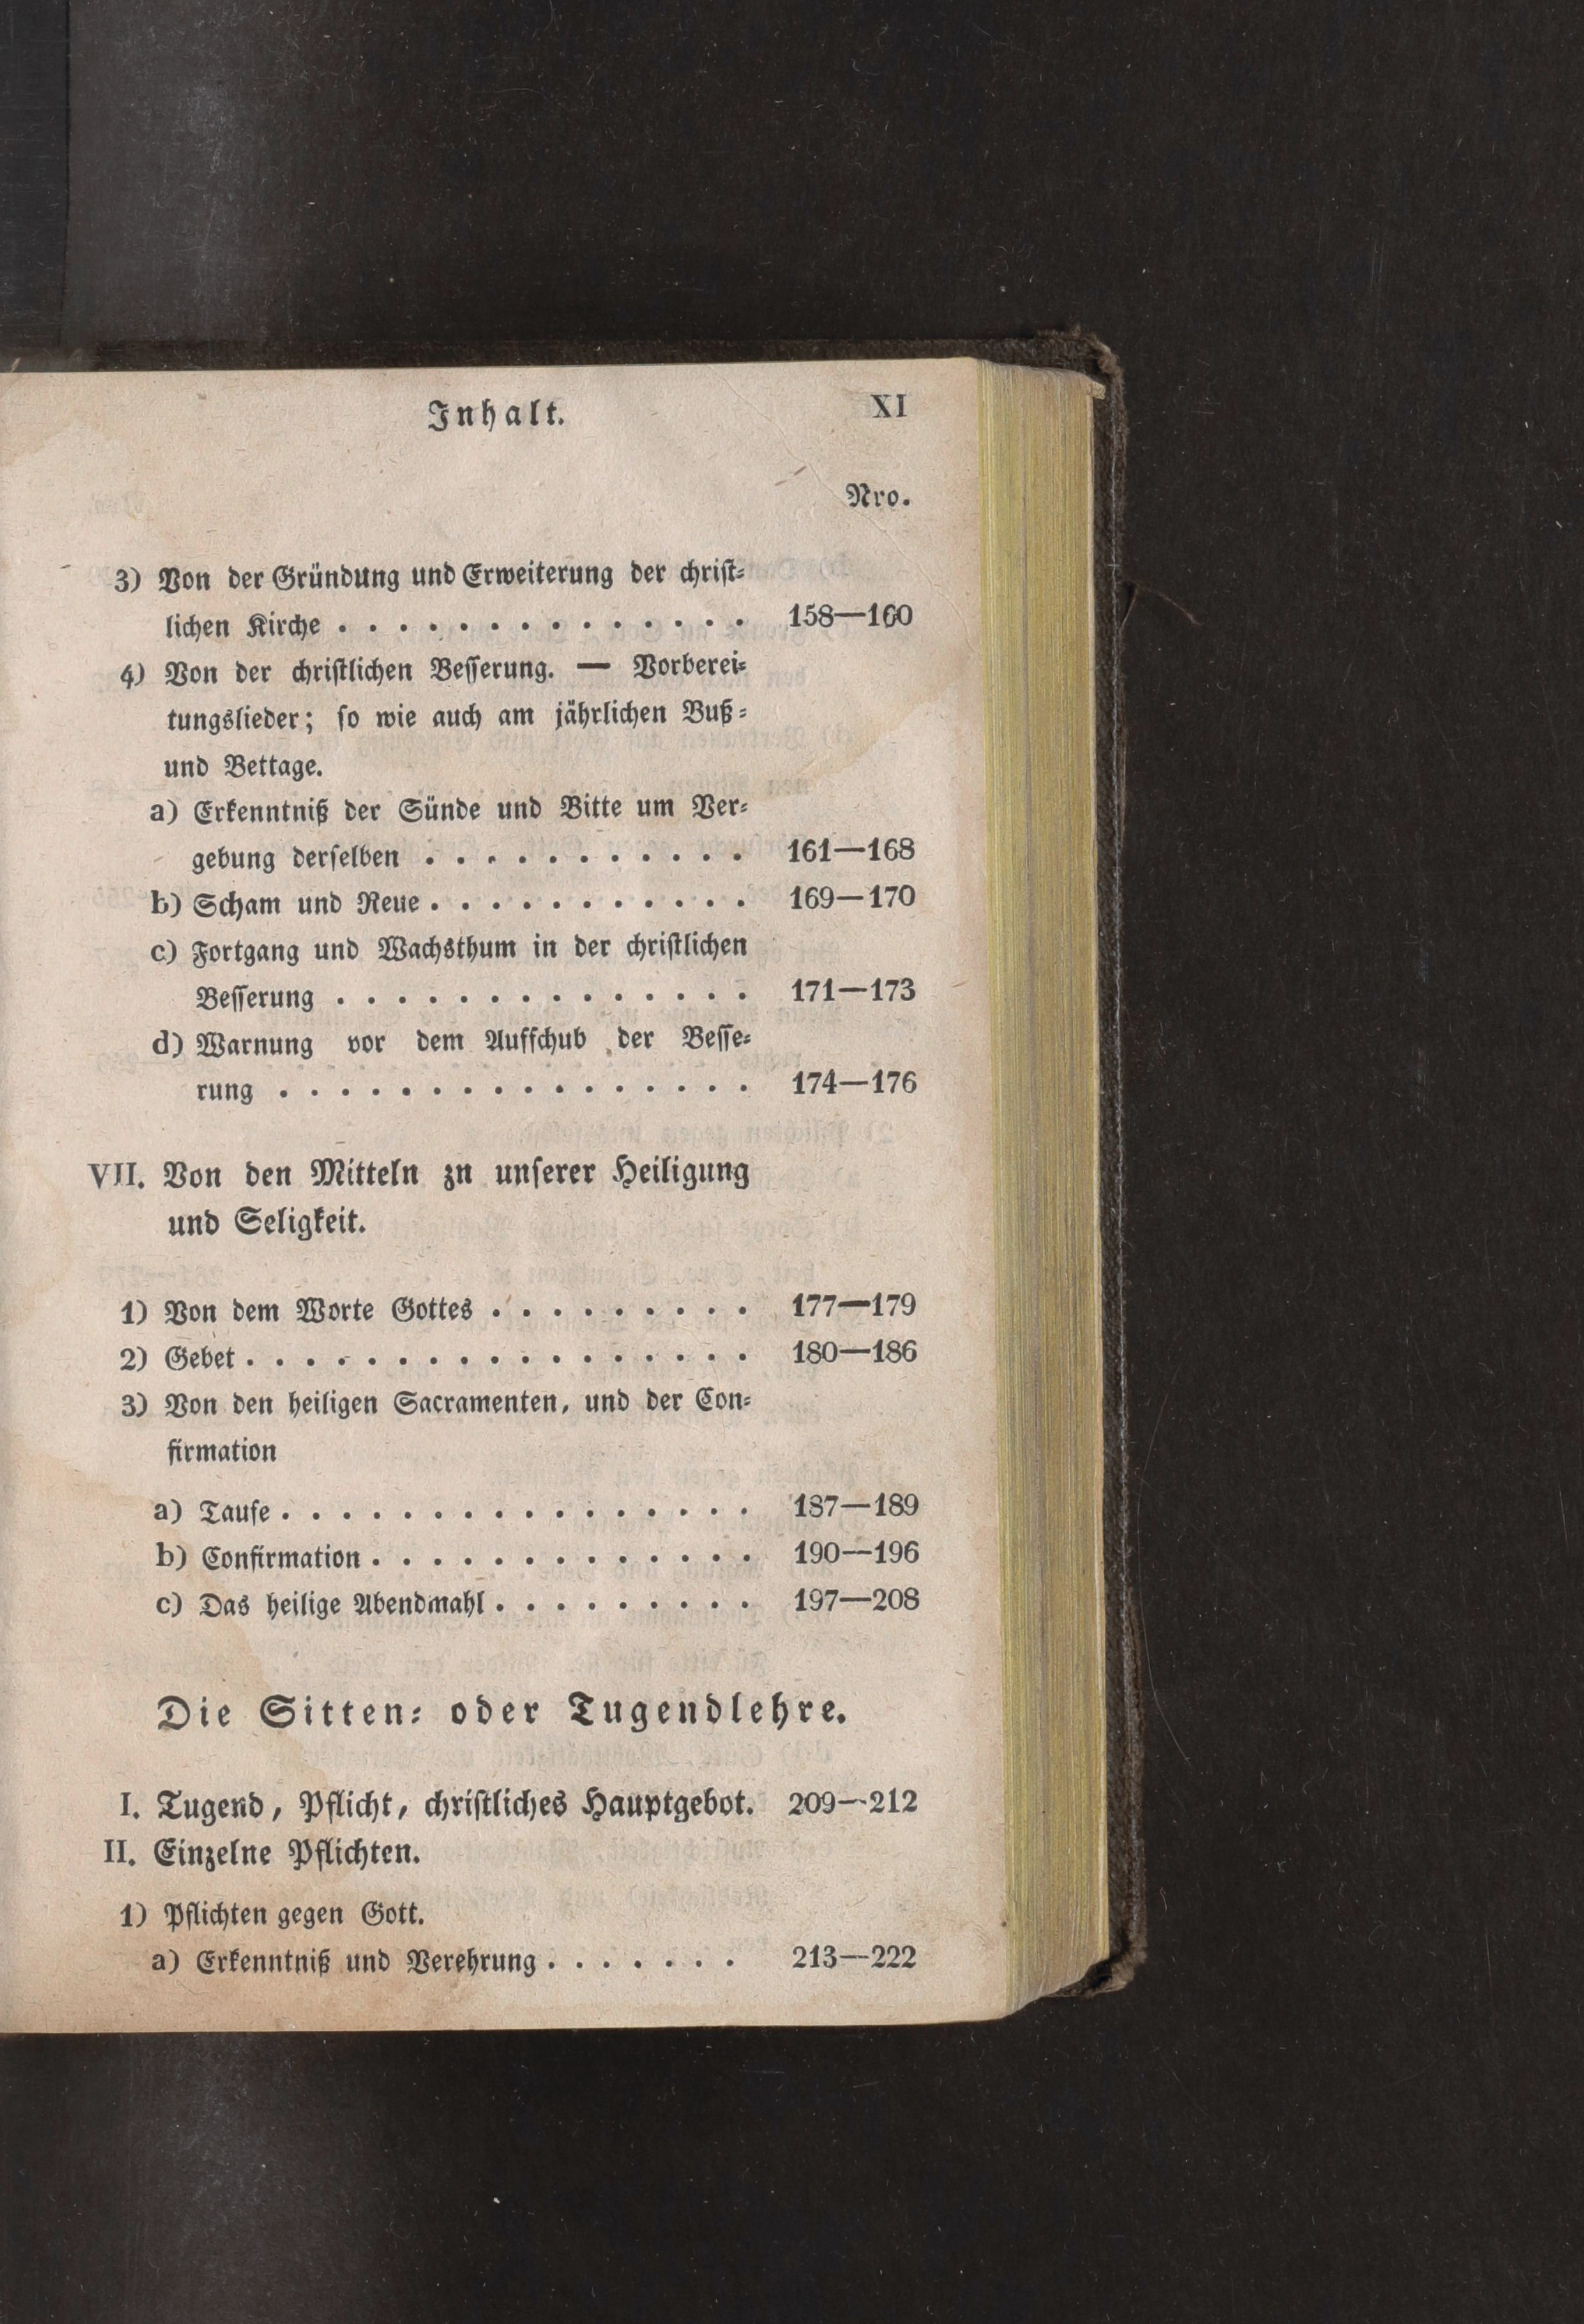 Inhalt. XI
Nro.
3) Von der Gründung und Erweiterung der christ-
lichen Kirche . . . . . . . . . . . . . . 158—160
4) Von der christlichen Besserung. — Vorberei-
tungslieder; so wie auch am jährlichen Buß-
und Bettage.
a) Erkenntniß der Sünde und Bitte um Ver-
gebung derselben . . . . . . . . . . . 161—168
b) Scham und Reue . . . . . . . . . . . 169—170
c) Fortgang und Wachsthum in der christlichen
Besserung . . . . . . . . . . . . . . 171—173
d) Warnung vor dem Aufschub der Besse-
rung . . . . . . . . . . . . . . . . 174—176
VII. Von den Mitteln zu unserer Heiligung
und Seligkeit.
1) Von dem Worte Gottes . . . . . . . . . 177—179
2) Gebet . . . . . . . . . . . . . . . . . 180—186
3) Von den heiligen Sacramenten, und der Con-
firmation
a) Taufe . . . . . . . . . . . . . . . . 187—189
b) Confirmation . . . . . . . . . . . . . 190—196
c) Das heilige Abendmahl . . . . . . . . . 197—208
Die Sitten- oder Tugendlehre.
I. Tugend, Pflicht, christliches Hauptgebot. 209—212
II. Einzelne Pflichten.
1) Pflichten gegen Gott.
a) Erkenntniß und Verehrung . . . . . . . 213—222